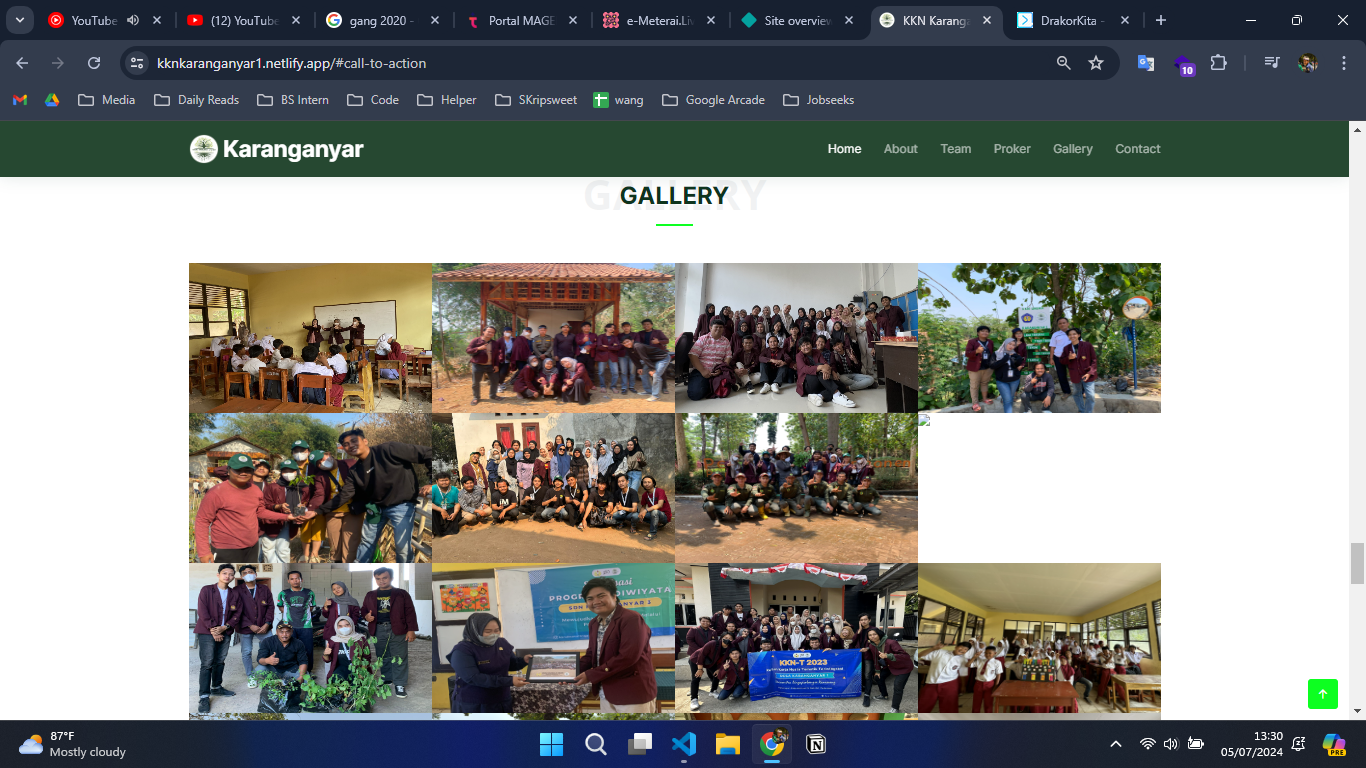 YouTube
(12) YouTube
gang 2020 -
Portal MAGE
e-Meterai.Liv
Site overview
KKN Karanga
DrakorKita -
kknkaranganyar1.netlify.app/#call-to-action
10
Media
Daily Reads
BS Intern
Code
Helper
SKripsweet
wang
Google Arcade
Jobseeks
Karanganyar
Home
About
Team
Proker
Gallery
Contact
GALLERY
GALLERY
KKN-T 2023
87°F
Mostly cloudy
13:30
05/07/2024
PRE